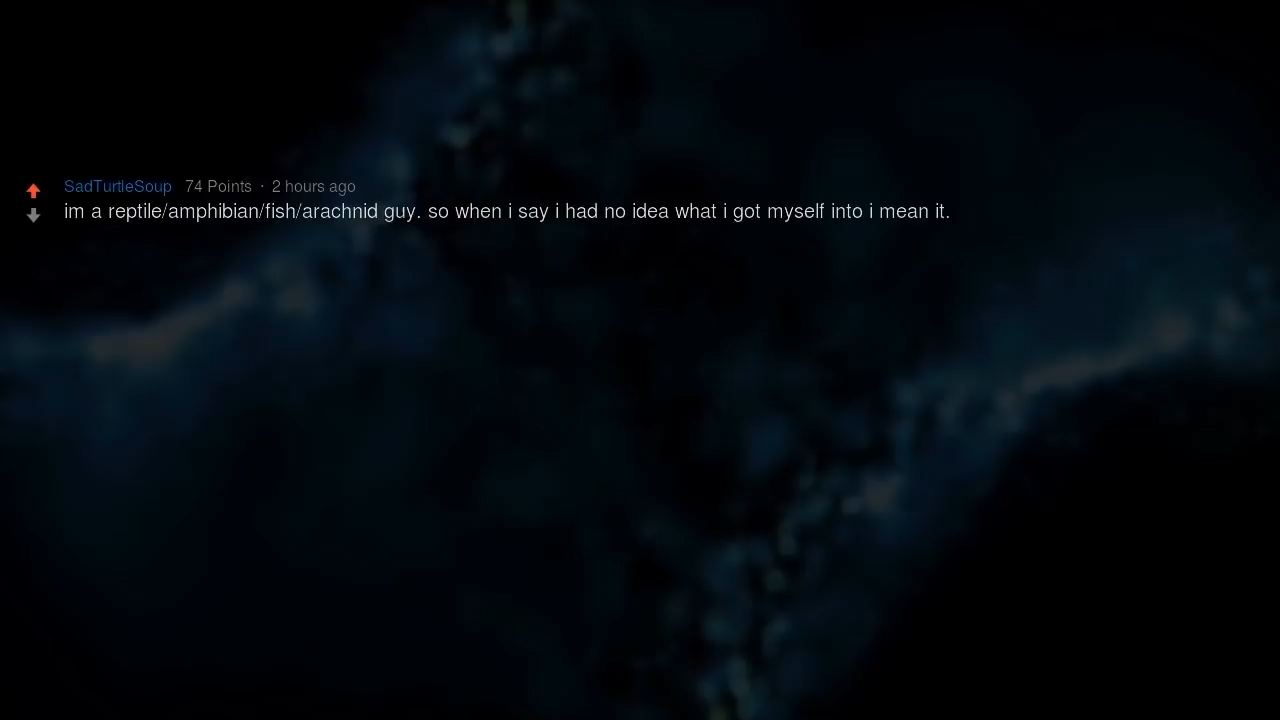 SadTurtleSoup 74 Points · 2 hours ago
im a reptile/amphibian/fish/arachnid guy. so when i say i had no idea what i got myself into i mean it.